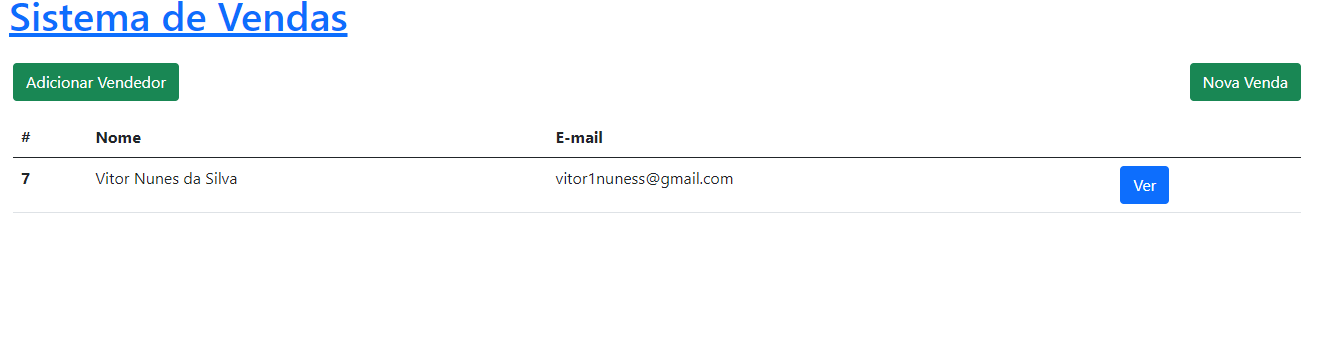 Sistema de Vendas
Adicionar Vendedor Nova Venda
# Nome E-mail
7 Vitor Nunes da Silva vitor1nuness@gmail.com Ver